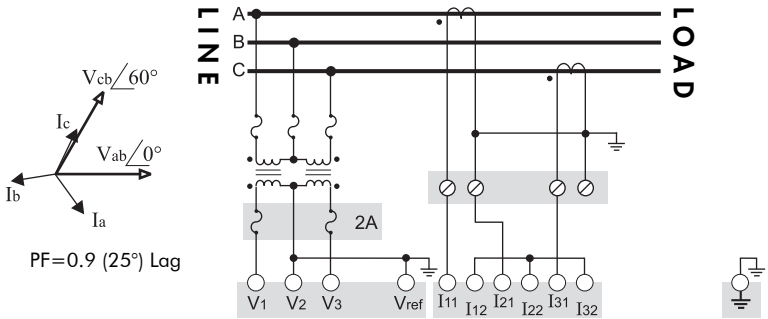 LINE
A
B
C
LOAD
Vcb/60°
Ic
Vab/0°
Ib
Ia
PF=0.9 (25°) Lag
2A
V1 V2 V3 Vref I11 I12 I21 I22 I31 I32